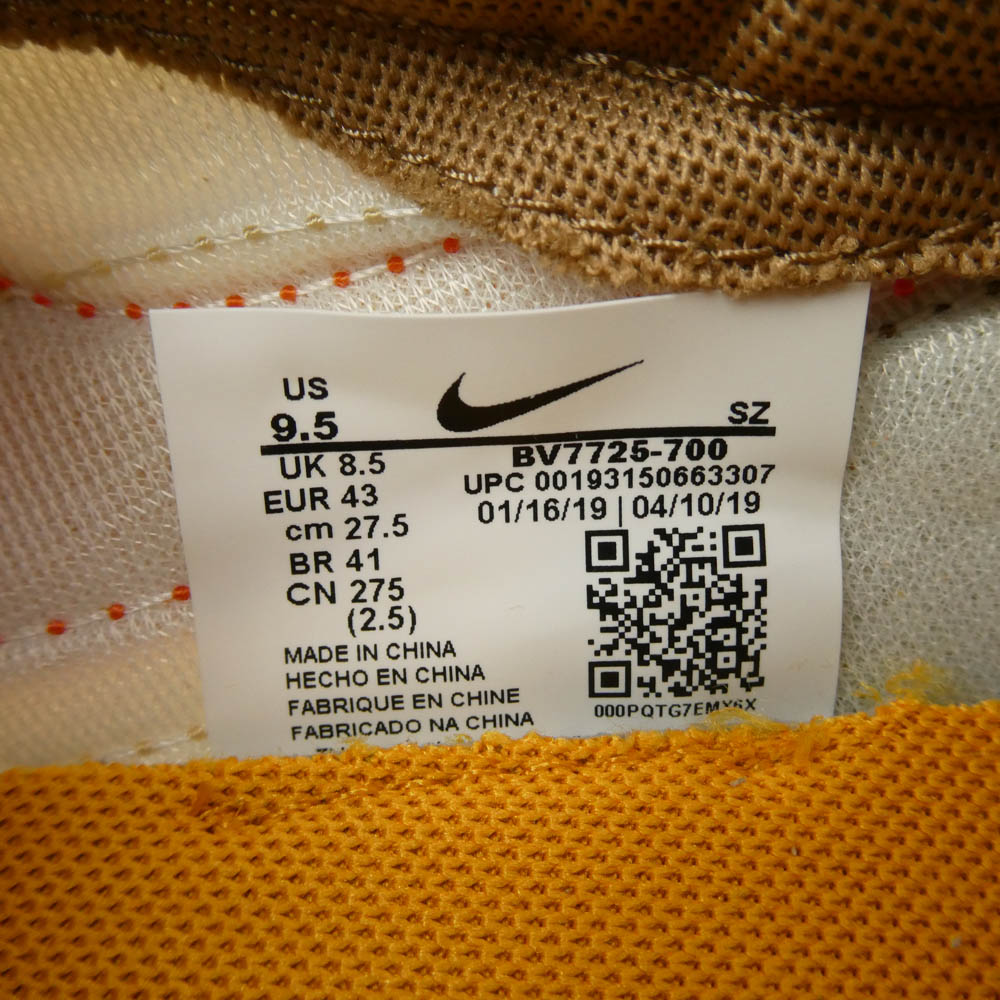 US
9.5
SZ
BV7725-700
UK 8.5
UPC 00193150663307
EUR 43
01/16/19 | 04/10/19
cm 27.5
BR 41
CN 275
(2.5)
MADE IN CHINA
HECHO EN CHINA
FABRIQUE EN CHINE
FABRICADO NA CHINA
000PQTG7EMX6X